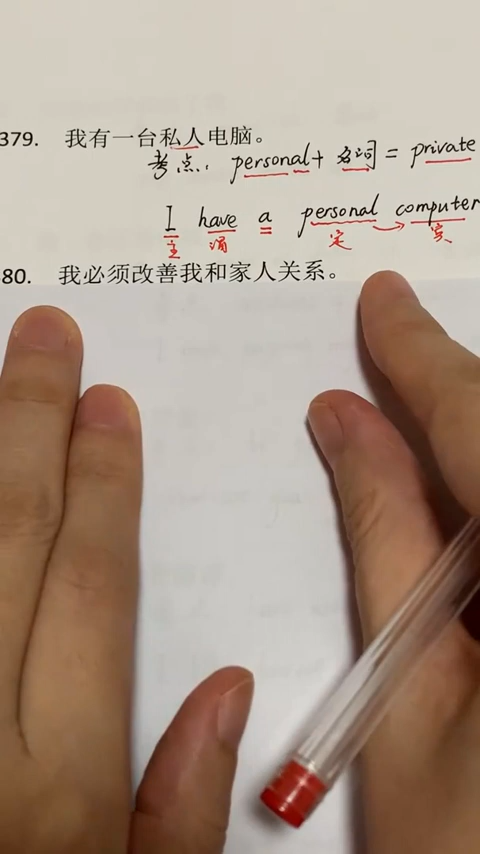 379. 我有一台私人电脑。
考点: personal + 名词 = private
I have a personal computer
主 谓 定 宾
80. 我必须改善我和家人关系。